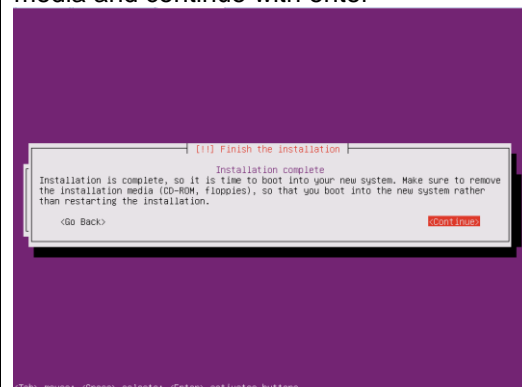 media and continue with enter
[!!] Finish the installation
Installation complete
Installation is complete, so it is time to boot into your new system. Make sure to remove
the installation media (CD-ROM, floppies), so that you boot into the new system rather
than restarting the installation.
<Go Back> <Continue>
<Tab> moves; <Space> selects; <Enter> activates buttons